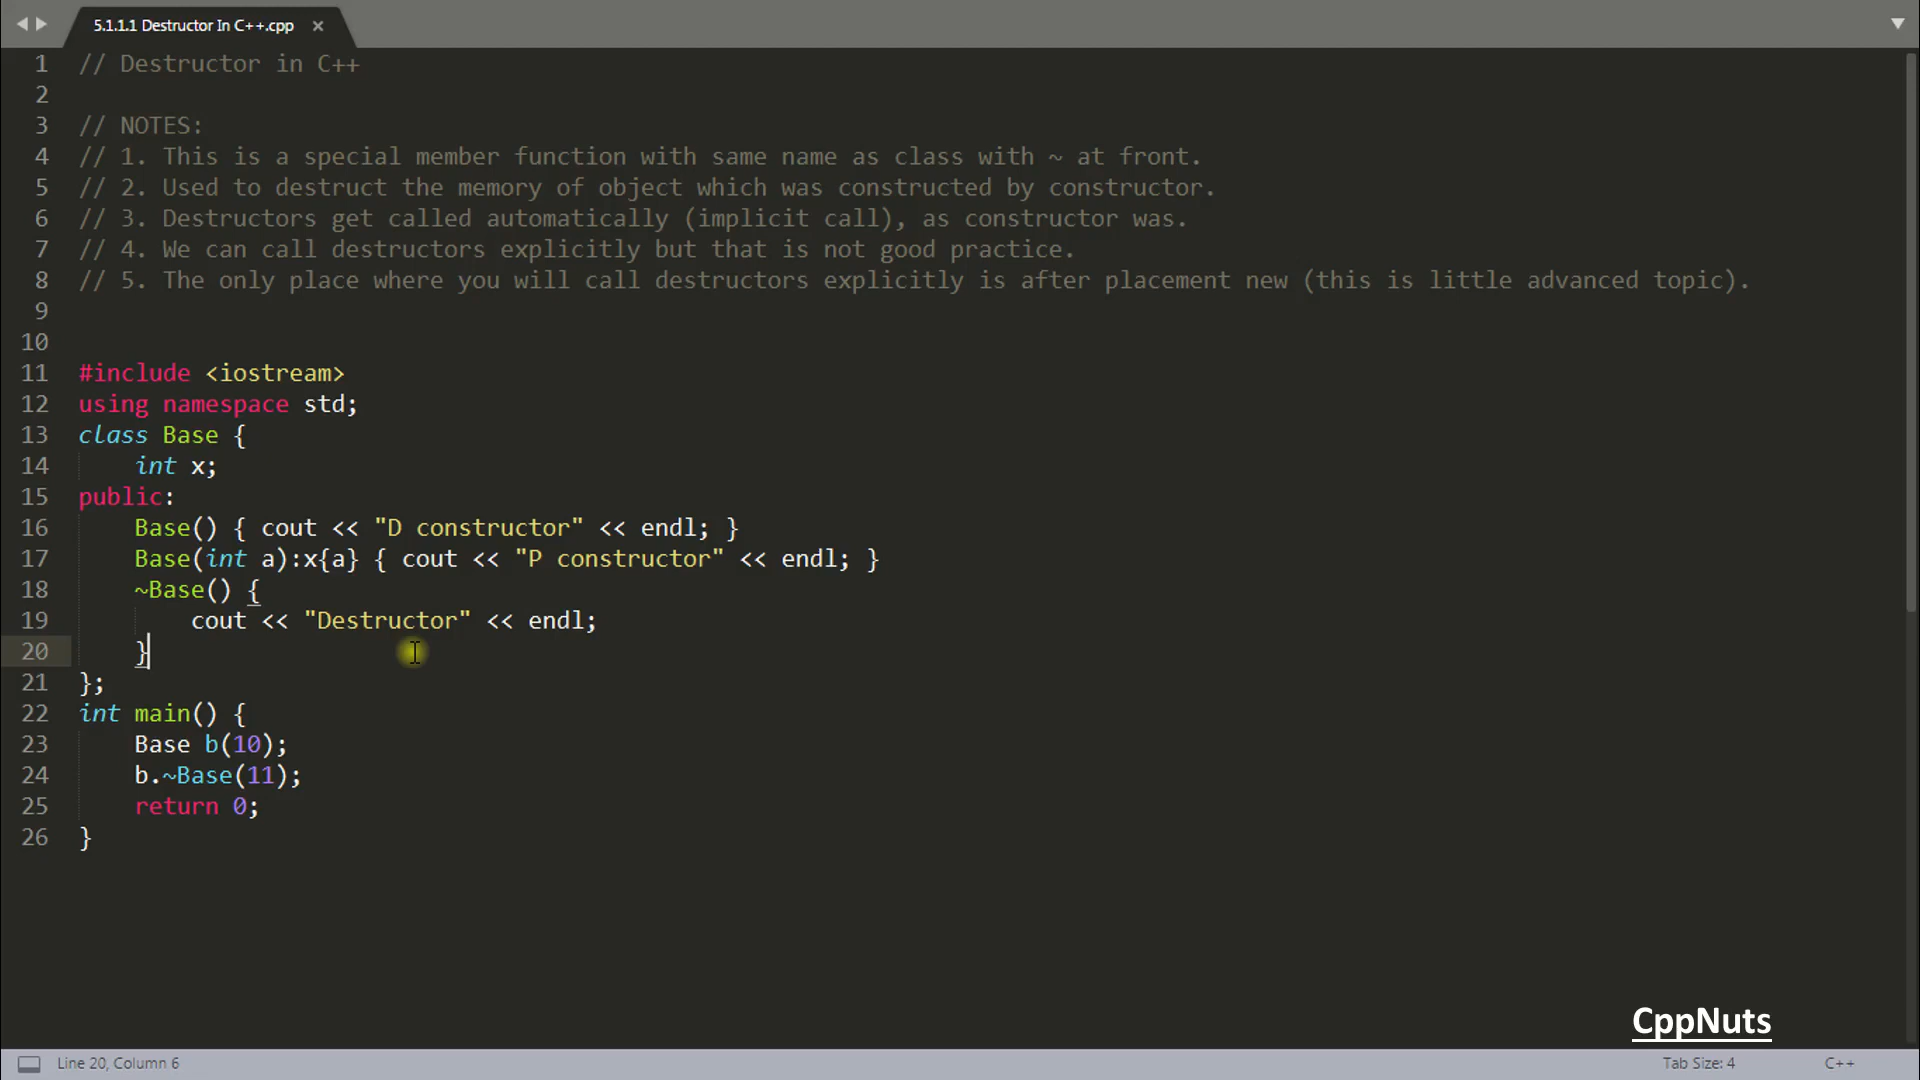 5.1.1.1 Destructor In C++.cpp ×
1 // Destructor in C++
2
3 // NOTES:
4 // 1. This is a special member function with same name as class with ~ at front.
5 // 2. Used to destruct the memory of object which was constructed by constructor.
6 // 3. Destructors get called automatically (implicit call), as constructor was.
7 // 4. We can call destructors explicitly but that is not good practice.
8 // 5. The only place where you will call destructors explicitly is after placement new (this is little advanced topic).
9
10
11 #include <iostream>
12 using namespace std;
13 class Base {
14     int x;
15 public:
16     Base() { cout << "D constructor" << endl; }
17     Base(int a):x{a} { cout << "P constructor" << endl; }
18     ~Base() {
19         cout << "Destructor" << endl;
20     }
21 };
22 int main() {
23     Base b(10);
24     b.~Base(11);
25     return 0;
26 }
CppNuts
Line 20, Column 6 Tab Size: 4 C++